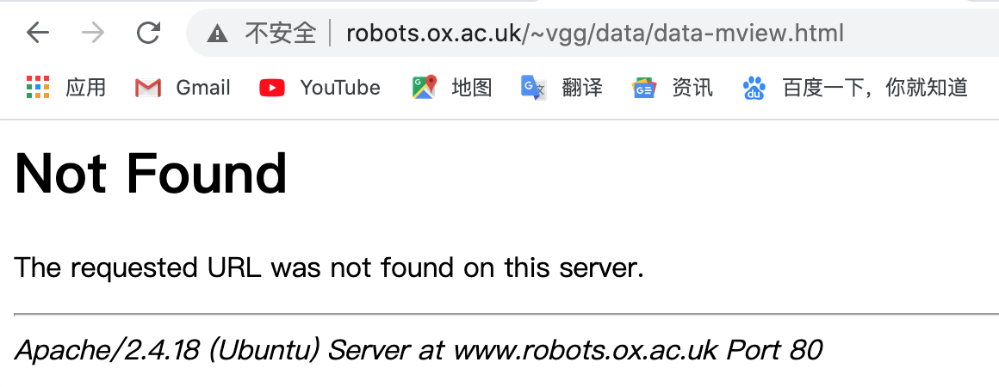 不安全 robots.ox.ac.uk/~vgg/data/data-mview.html
应用 Gmail YouTube 地图 翻译 资讯 百度一下，你就知道
Not Found
The requested URL was not found on this server.
Apache/2.4.18 (Ubuntu) Server at www.robots.ox.ac.uk Port 80